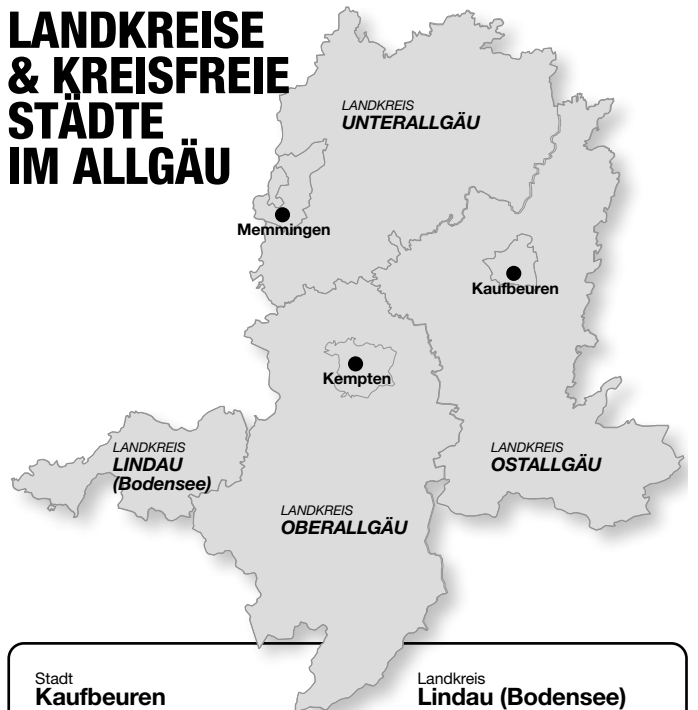 LANDKREISE
& KREISFREIE
STÄDTE
IM ALLGÄU
LANDKREIS
UNTERALLGÄU
Memmingen
Kaufbeuren
Kempten
LANDKREIS
LINDAU
(Bodensee)
LANDKREIS
OSTALLGÄU
LANDKREIS
OBERALLGÄU
Stadt
Kaufbeuren
Landkreis
Lindau (Bodensee)